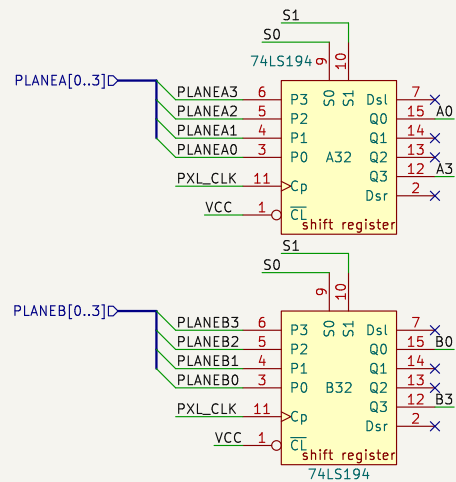 S1
S0
74LS194
9
10
PLANEA[0..3]
PLANEA3 6 P3 S0 S1 Dsl 7
PLANEA2 5 P2 Q0 15 A0
PLANEA1 4 P1 Q1 14
PLANEA0 3 P0 A32 Q2 13
Q3 12 A3
PXL_CLK 11 Cp Dsr 2
VCC 1 CL
shift register
S1
S0
9
10
PLANEB[0..3]
PLANEB3 6 P3 S0 S1 Dsl 7
PLANEB2 5 P2 Q0 15 B0
PLANEB1 4 P1 Q1 14
PLANEB0 3 P0 B32 Q2 13
Q3 12 B3
PXL_CLK 11 Cp Dsr 2
VCC 1 CL
shift register
74LS194